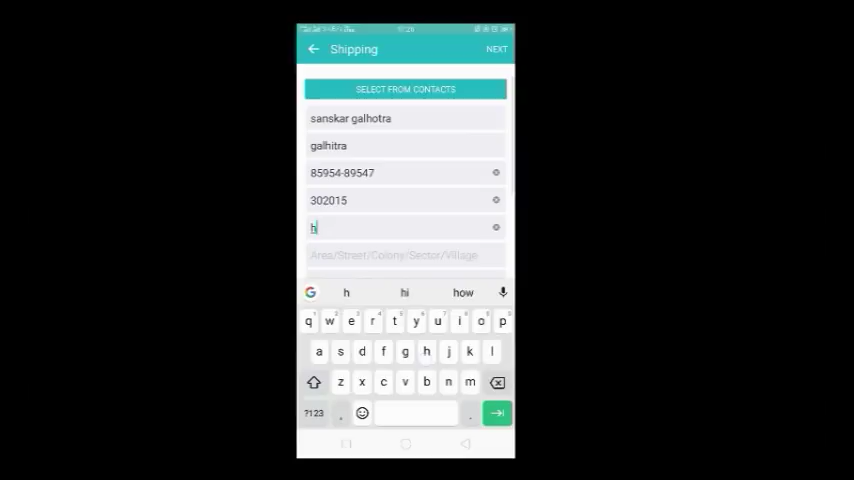 Shipping NEXT
SELECT FROM CONTACTS
sanskar galhotra
galhitra
85954-89547
302015
h
Area/Street/Colony/Sector/Village
h hi how
q w e r t y u i o p
a s d f g h j k l
z x c v b n m
?123 , .